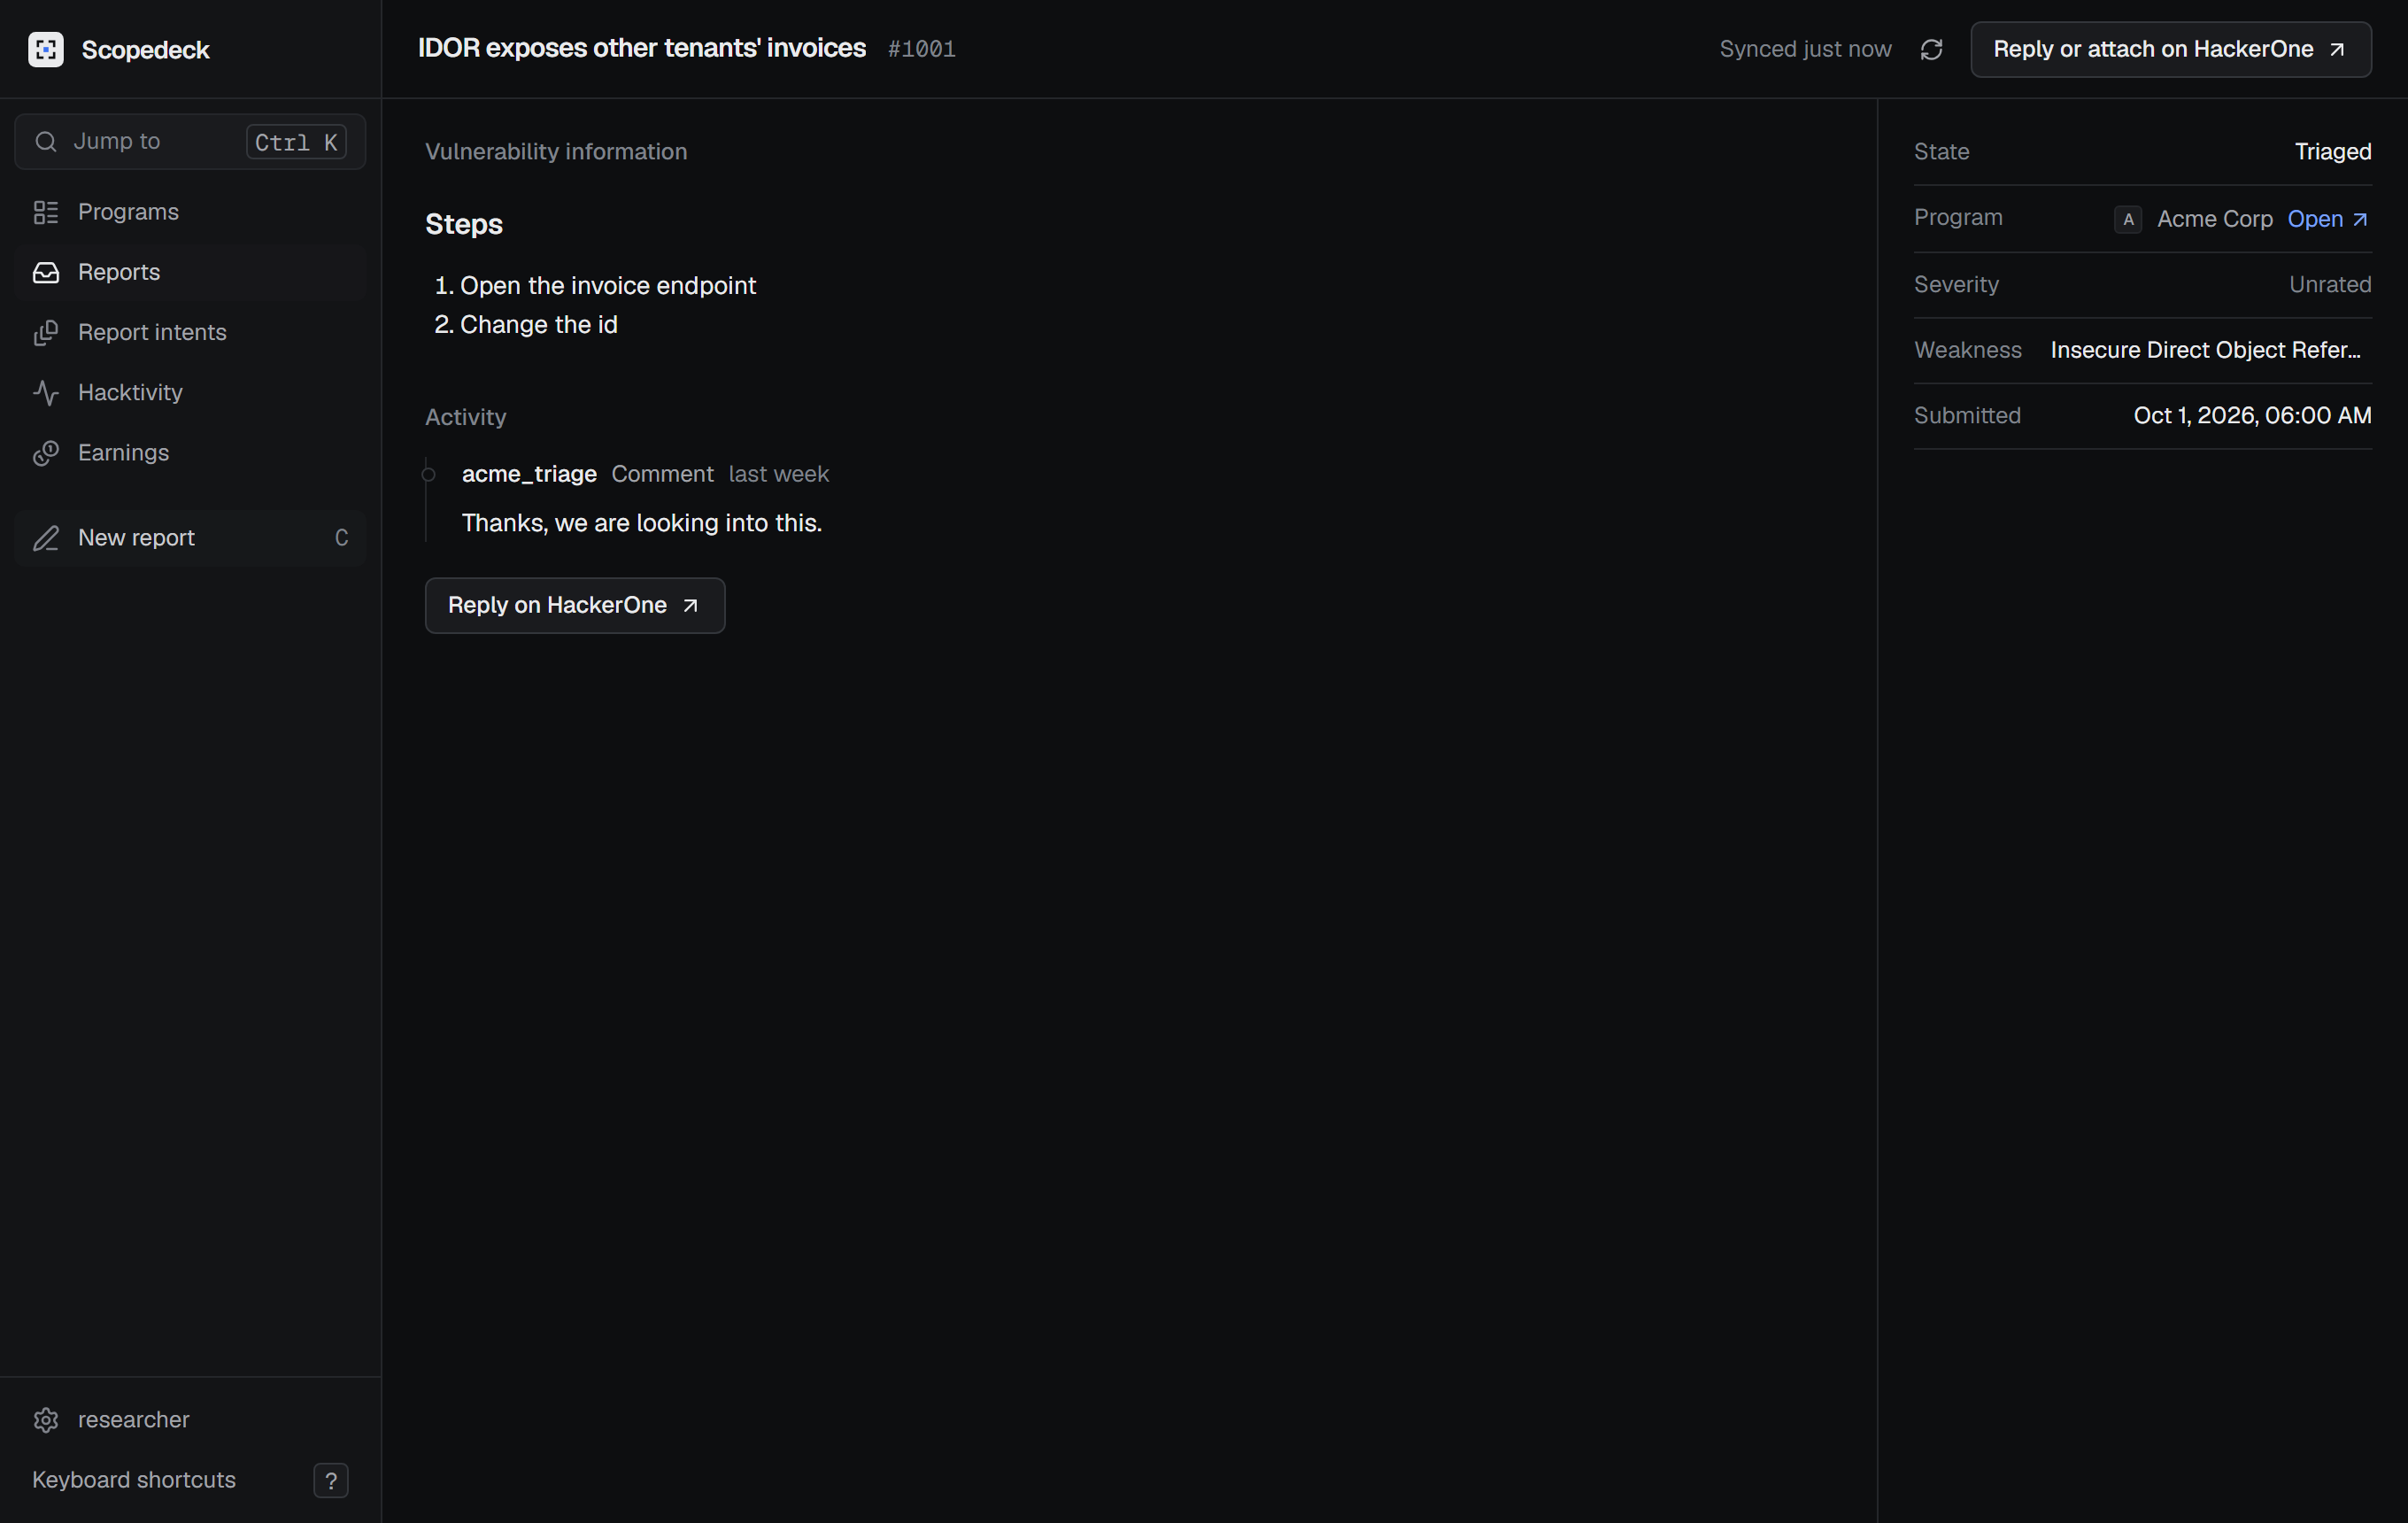 Scopedeck
IDOR exposes other tenants' invoices #1001
Synced just now
Reply or attach on HackerOne
Jump to Ctrl K
Programs
Reports
Report intents
Hacktivity
Earnings
New report C
researcher
Keyboard shortcuts ?
Vulnerability information
Steps
1. Open the invoice endpoint
2. Change the id
Activity
acme_triage Comment last week
Thanks, we are looking into this.
Reply on HackerOne
State Triaged
Program A Acme Corp Open
Severity Unrated
Weakness Insecure Direct Object Refer...
Submitted Oct 1, 2026, 06:00 AM